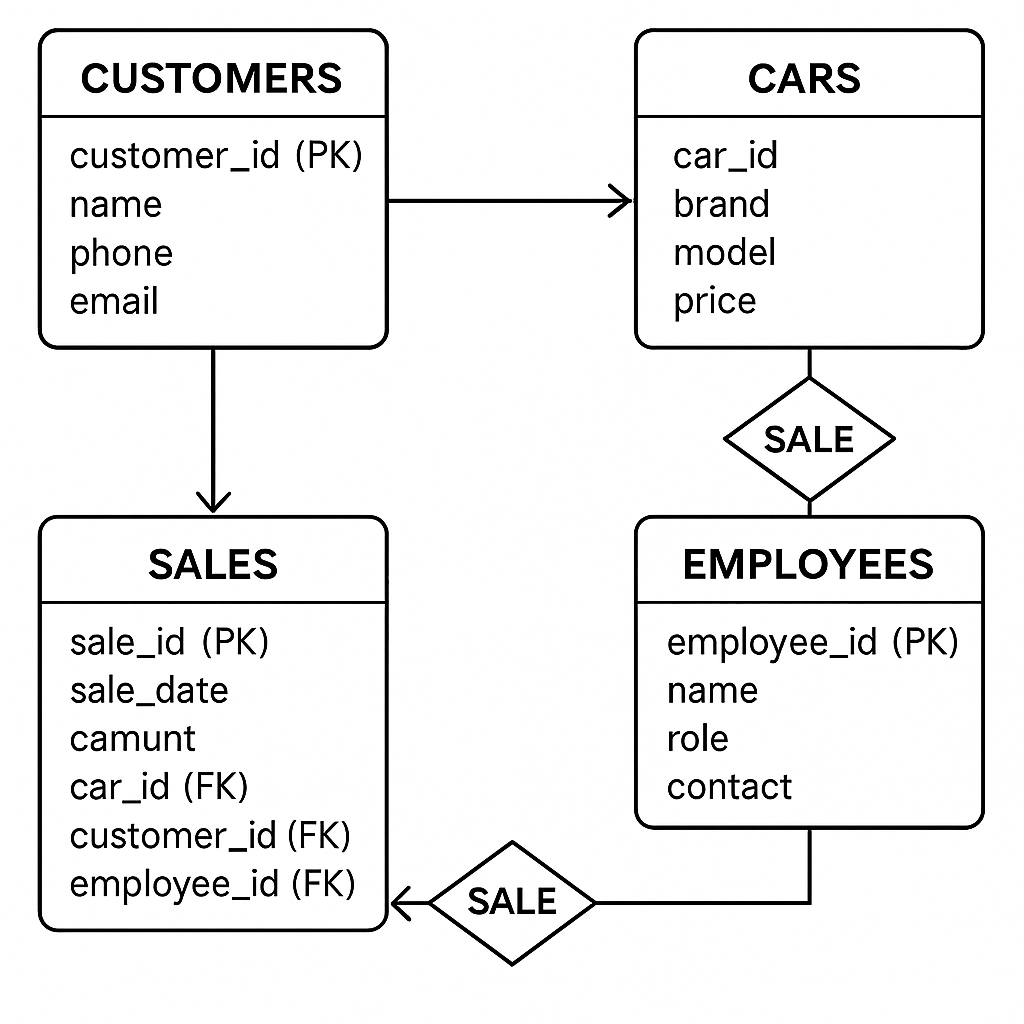 CUSTOMERS
customer_id (PK)
name
phone
email
CARS
car_id
brand
model
price
SALE
SALES
sale_id (PK)
sale_date
camunt
car_id (FK)
customer_id (FK)
employee_id (FK)
EMPLOYEES
employee_id (PK)
name
role
contact
SALE